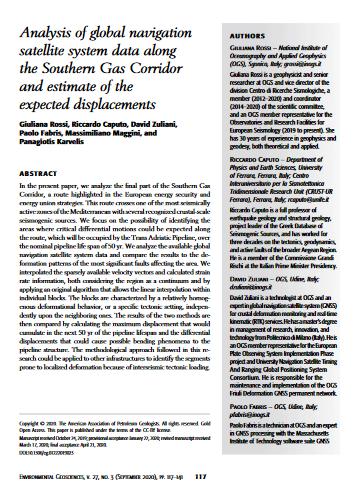 Analysis of global navigation
satellite system data along
the Southern Gas Corridor
and estimate of the
expected displacements
Giuliana Rossi, Riccardo Caputo, David Zuliani,
Paolo Fabris, Massimiliano Maggini, and
Panagiotis Karvelis
ABSTRACT
In the present paper, we analyze the final part of the Southern
Gas Corridor, a route highlighted in the European energy security
and energy union strategies. This route crosses one of the most seismically
active zones of the Mediterranean with several recognized crustal-scale
seismogenic sources. We focus on the possibility of identifying the
areas where critical differential motions could be expected along
the route, which will be occupied by the Trans Adriatic Pipeline, over
the nominal pipeline life span of 50 yr. We analyze the available global
navigation satellite system data and compare the results to the de-
formation patterns of the most significant faults affecting the area. We
interpolated the sparsely available velocity vectors and calculated strain
rate information, both considering the region as a continuum and by
applying an original algorithm that allows the linear interpolation within
individual blocks. The blocks are characterized by a relatively homog-
eneous deformational behavior, or a specific tectonic setting, indepen-
dently upon the neighboring ones. The results of the two methods are
then compared by calculating the maximum displacement that would
cumulate in the next 50 yr of the pipeline lifespan and the differential
displacements that could cause possible bending phenomena to the
pipeline structure. The methodological approach followed in this re-
search could be applied to other infrastructures to identify the segments
prone to localized deformation because of interseismic tectonic loading.
Copyright © 2020. The American Association of Petroleum Geologists. All rights reserved. Gold
Open Access. This paper is published under the terms of the CC-BY license.
Manuscript received October 24, 2019; provisional acceptance January 27, 2020; revised manuscript received
March 12, 2020; final acceptance April 21, 2020.
DOI:10.1306/eg.
ENVIRONMENTAL GEOSCIENCES, V. 27, NO. 3 (SEPTEMBER 2020), PP. 117–141 117
AUTHORS
GIULIANA ROSSI ~ National Institute of
Oceanography and Applied Geophysics
(OGS), Sgonico, Italy; grossi@inogs.it
Giuliana Rossi is a geophysicist and senior
researcher at OGS and vice director of the
division Centro di Ricerche Sismologiche, a
member (2012–2020) and coordinator
(2014–2020) of the scientific committee,
and an OGS member representative for the
Observatories and Research Facilities for
European Seismology (2019 to present). She
has 30 years of experience in geophysics and
geodesy, both theoretical and applied.
RICCARDO CAPUTO ~ Department of
Physics and Earth Sciences, University
of Ferrara, Ferrara, Italy; Centro
Interuniversitario per la Sismotettonica
Tridimensionale Research Unit (CRUST-UR
Ferrara), Ferrara, Italy; rcaputo@unife.it
Riccardo Caputo is a full professor of
earthquake geology and structural geology,
project leader of the Greek Database of
Seismogenic Sources, and has worked for
three decades on the tectonics, geodynamics,
and active faults of the broader Aegean Region.
He is a member of the Commissione Grandi
Rischi at the Italian Prime Minister Presidency.
DAVID ZULIANI ~ OGS, Udine, Italy;
dzuliani@inogs.it
David Zuliani is a technologist at OGS and an
expert in global navigation satellite system (GNSS)
for crustal deformation monitoring and real-time
kinematic (RTK) services. He has a master's degree
in management of research, innovation, and
technology from Politecnico di Milano (Italy). He is
an OGS member representative for the European
Plate Observing System Implementation Phase
project and University Navigation Satellite Timing
And Ranging Global Positioning System
Consortium. He is responsible for the
maintenance and implementation of the OGS
Friuli Deformation GNSS permanent network.
PAOLO FABRIS ~ OGS, Udine, Italy;
pfabris@inogs.it
Paolo Fabris is a technician at OGS and an expert
in GNSS processing with the Massachusetts
Institute of Technology software suite GNSS